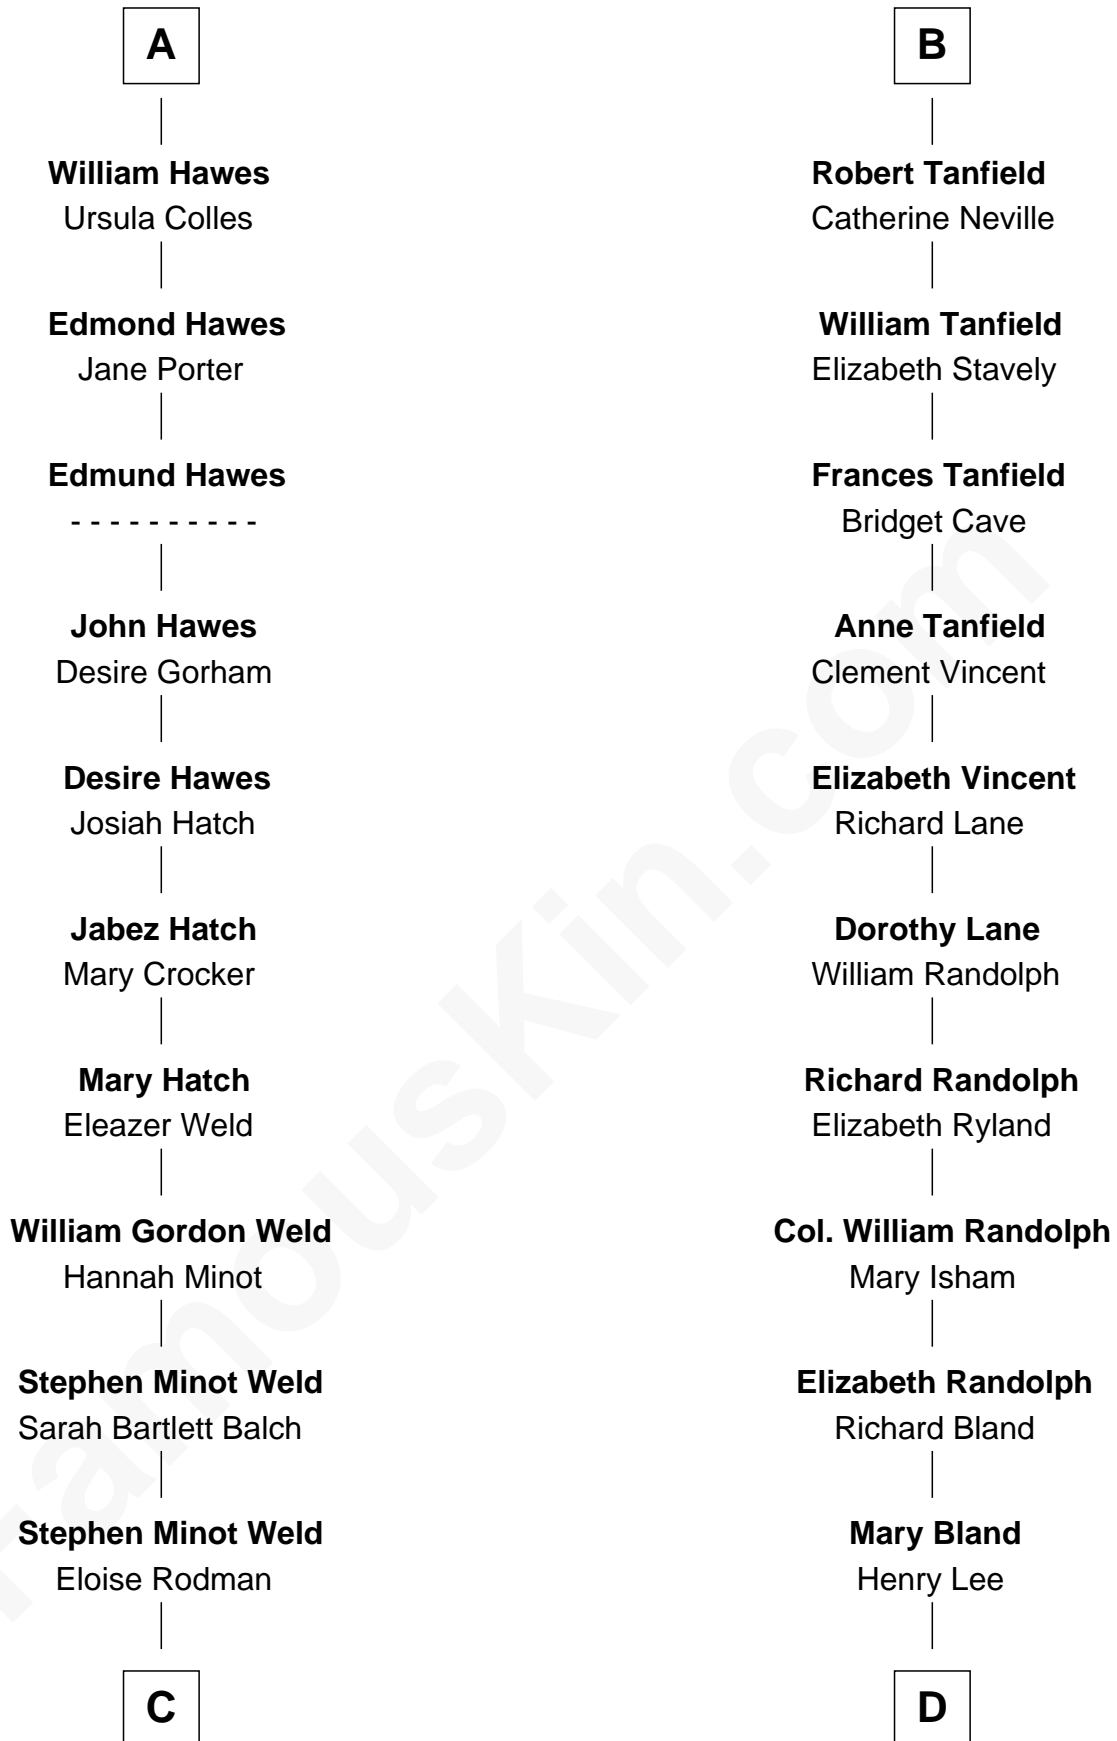 A
William Hawes
Ursula Colles
Edmond Hawes
Jane Porter
Edmund Hawes
- - - - - - - - - -
John Hawes
Desire Gorham
Desire Hawes
Josiah Hatch
Jabez Hatch
Mary Crocker
Mary Hatch
Eleazer Weld
William Gordon Weld
Hannah Minot
Stephen Minot Weld
Sarah Bartlett Balch
Stephen Minot Weld
Eloise Rodman
C
B
Robert Tanfield
Catherine Neville
William Tanfield
Elizabeth Stavely
Frances Tanfield
Bridget Cave
Anne Tanfield
Clement Vincent
Elizabeth Vincent
Richard Lane
Dorothy Lane
William Randolph
Richard Randolph
Elizabeth Ryland
Col. William Randolph
Mary Isham
Elizabeth Randolph
Richard Bland
Mary Bland
Henry Lee
D
FamousKin.com